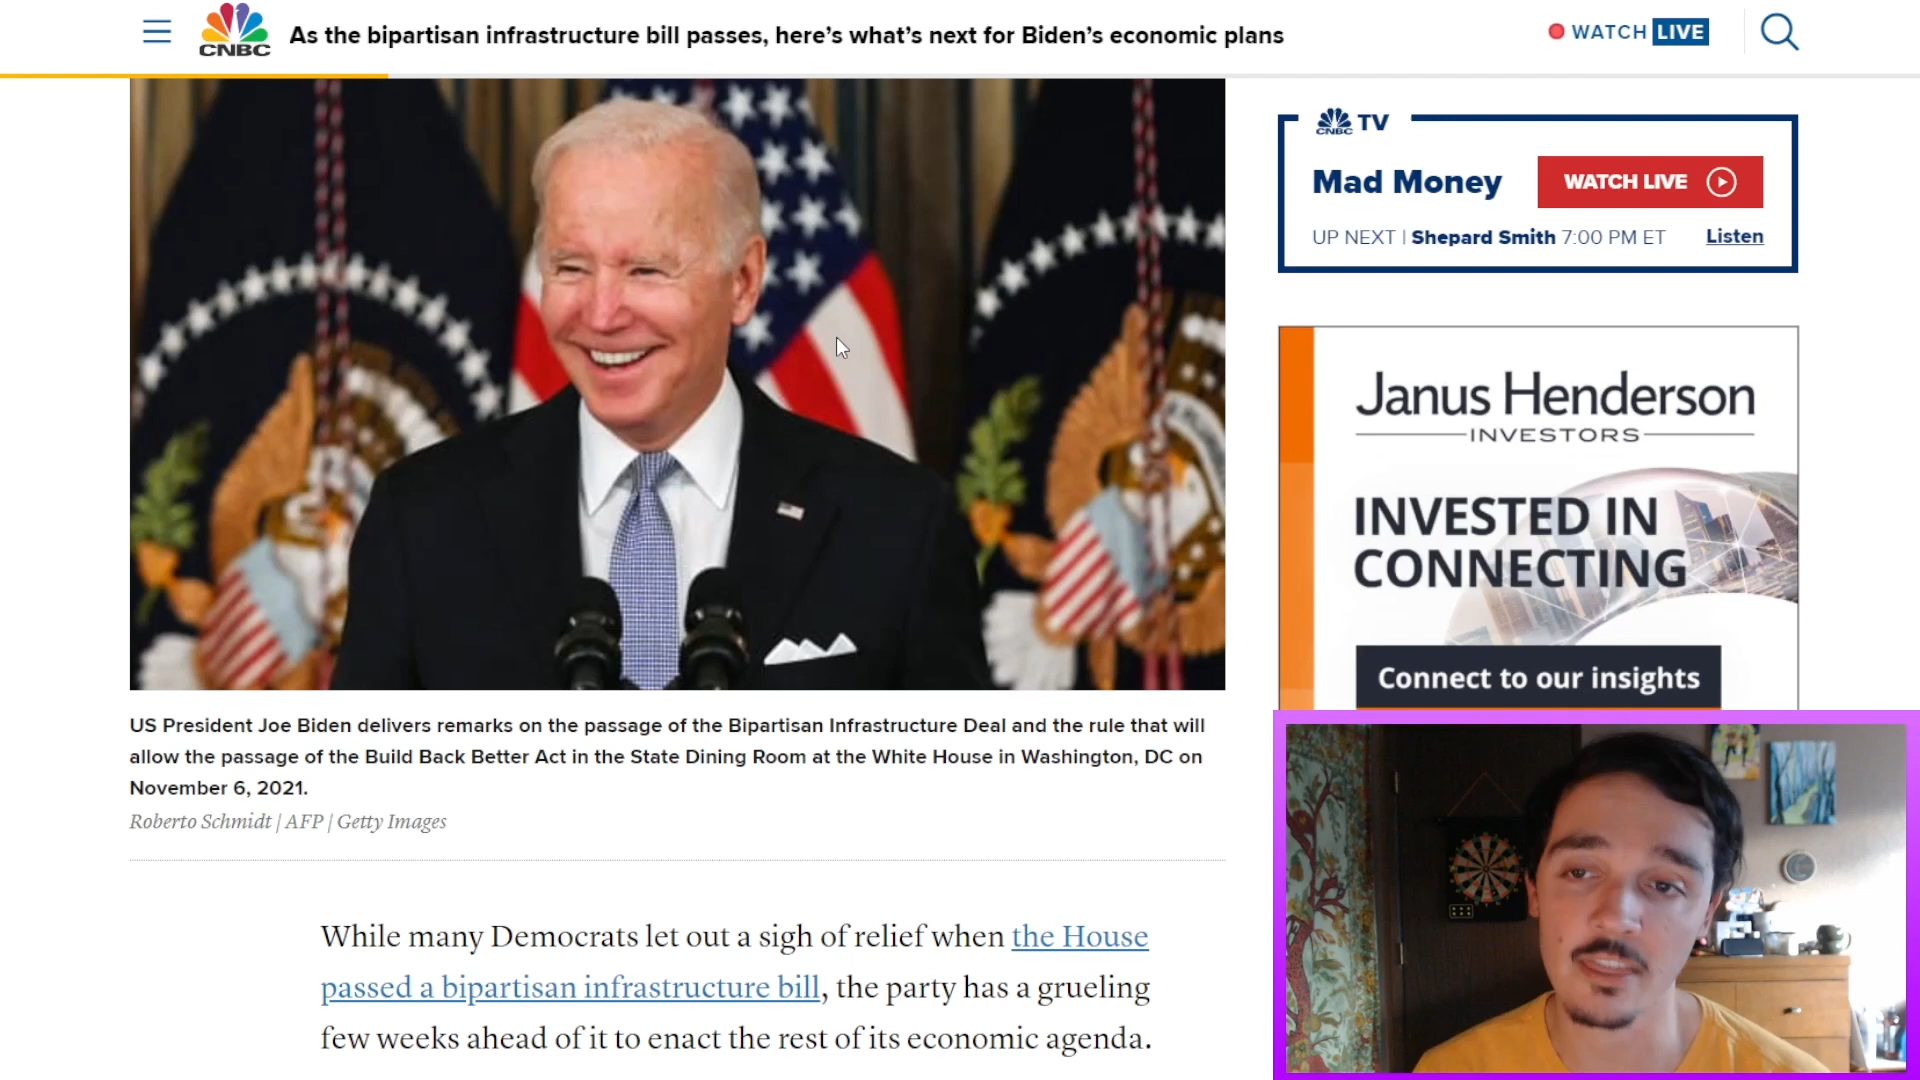 CNBC
As the bipartisan infrastructure bill passes, here’s what’s next for Biden’s economic plans
WATCH LIVE
CNBC TV
Mad Money
WATCH LIVE
UP NEXT | Shepard Smith 7:00 PM ET
Listen
Janus Henderson
INVESTORS
INVESTED IN
CONNECTING
Connect to our insights
US President Joe Biden delivers remarks on the passage of the Bipartisan Infrastructure Deal and the rule that will
allow the passage of the Build Back Better Act in the State Dining Room at the White House in Washington, DC on
November 6, 2021.
Roberto Schmidt | AFP | Getty Images
While many Democrats let out a sigh of relief when the House
passed a bipartisan infrastructure bill, the party has a grueling
few weeks ahead of it to enact the rest of its economic agenda.